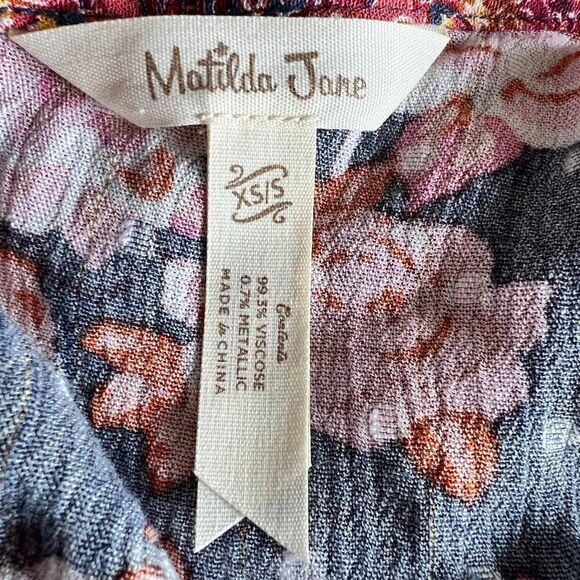 Matilda Jane
XS/S
Contents
99.3% VISCOSE
0.7% METALLIC
MADE in CHINA